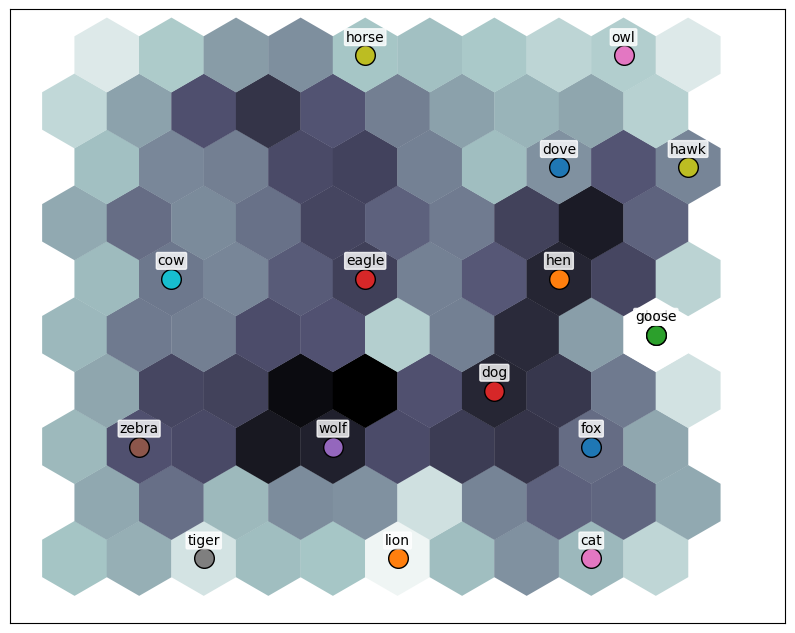 horse
owl
dove
hawk
cow
eagle
hen
goose
dog
zebra
wolf
fox
tiger
lion
cat